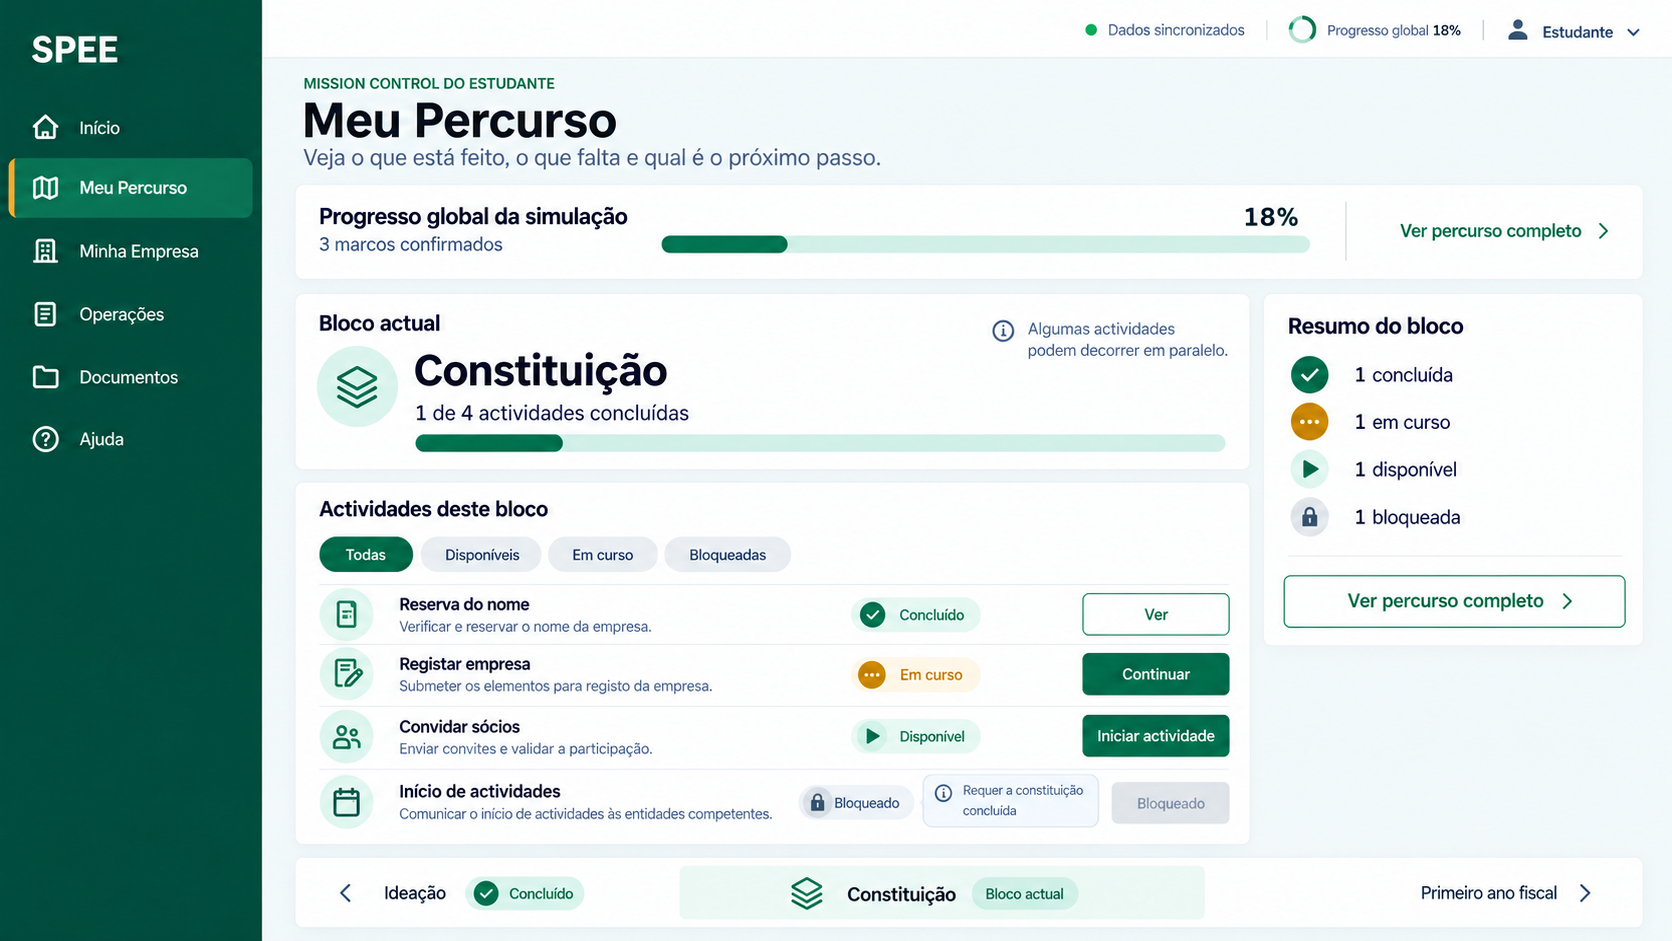 SPEE
Início
Meu Percurso
Minha Empresa
Operações
Documentos
Ajuda
Dados sincronizados
Progresso global 18%
Estudante
MISSION CONTROL DO ESTUDANTE
Meu Percurso
Veja o que está feito, o que falta e qual é o próximo passo.
Progresso global da simulação
3 marcos confirmados
18%
Ver percurso completo
Bloco actual
Constituição
1 de 4 actividades concluídas
Algumas actividades
podem decorrer em paralelo.
Resumo do bloco
1 concluída
1 em curso
1 disponível
1 bloqueada
Ver percurso completo
Actividades deste bloco
Todas
Disponíveis
Em curso
Bloqueadas
Reserva do nome
Verificar e reservar o nome da empresa.
Concluído
Ver
Registar empresa
Submeter os elementos para registo da empresa.
Em curso
Continuar
Convidar sócios
Enviar convites e validar a participação.
Disponível
Iniciar actividade
Início de actividades
Comunicar o início de actividades às entidades competentes.
Bloqueado
Requer a constituição
concluída
Bloqueado
Ideação
Concluído
Constituição
Bloco actual
Primeiro ano fiscal